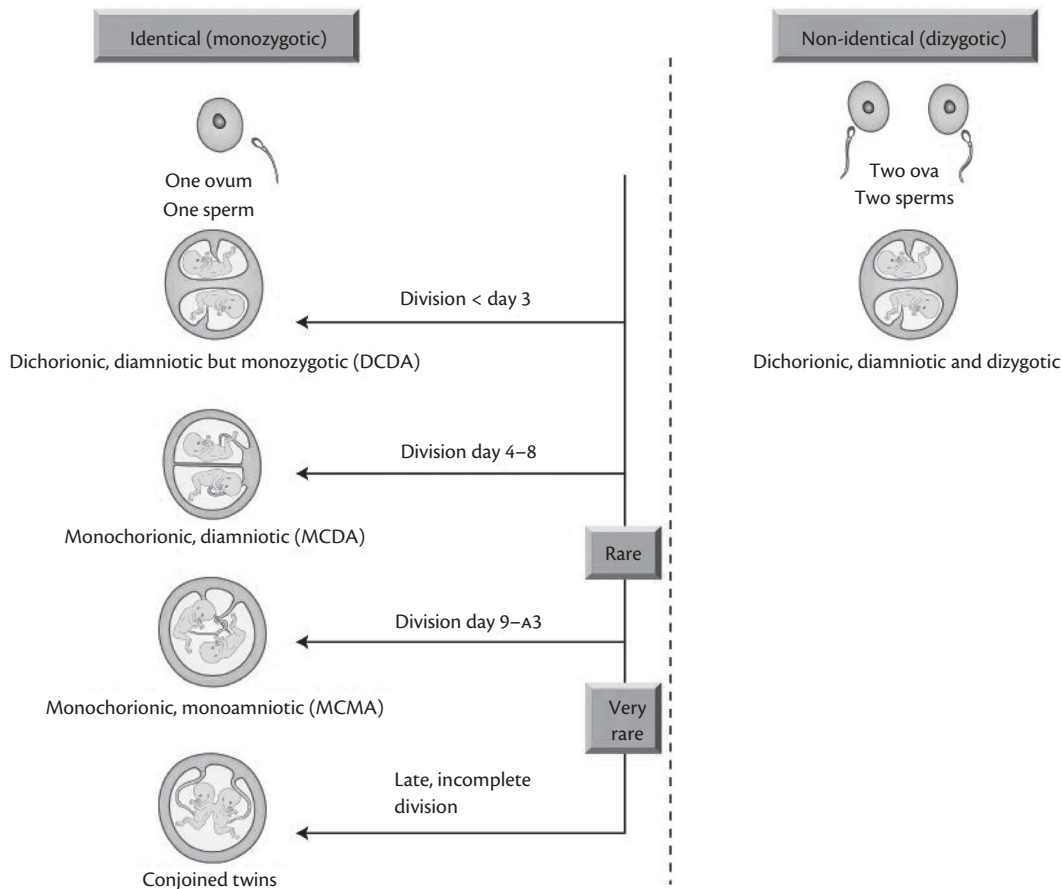 Identical (monozygotic)
Non-identical (dizygotic)
One ovum
One sperm
Two ova
Two sperms
Division < day 3
Dichorionic, diamniotic but monozygotic (DCDA)
Dichorionic, diamniotic and dizygotic
Division day 4–8
Monochorionic, diamniotic (MCDA)
Rare
Division day 9–ᴀ3
Monochorionic, monoamniotic (MCMA)
Very
rare
Late, incomplete
division
Conjoined twins